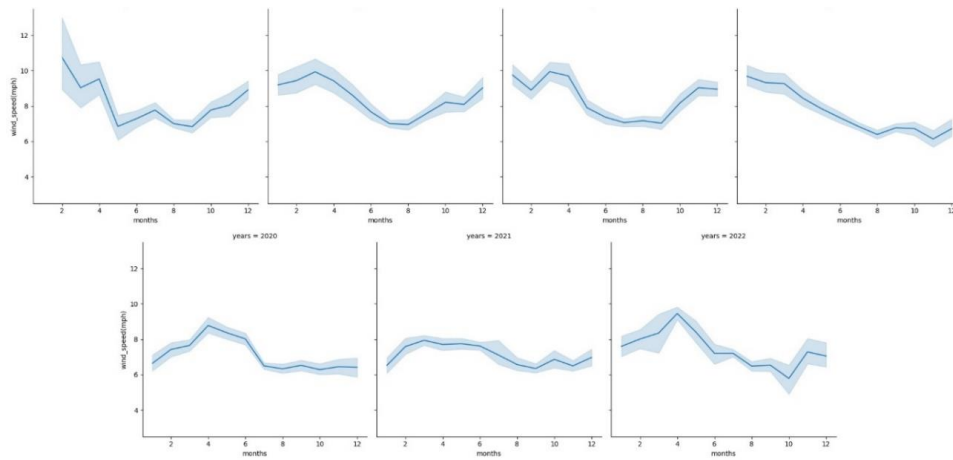 12
10
8
6
4
wind_speed(mph)
2 4 6 8 10 12
months
2 4 6 8 10 12
months
2 4 6 8 10 12
months
2 4 6 8 10 12
months
years = 2020
years = 2021
years = 2022
12
10
8
6
4
wind_speed(mph)
2 4 6 8 10 12
months
2 4 6 8 10 12
months
2 4 6 8 10 12
months